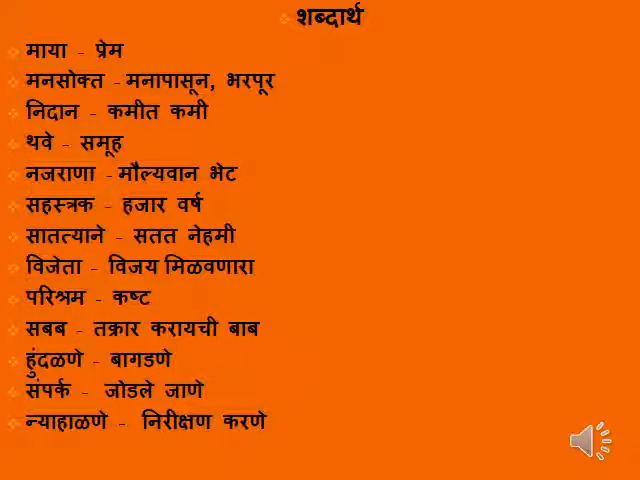 शब्दार्थ
माया - प्रेम
मनसोक्त - मनापासून, भरपूर
निदान - कमीत कमी
थवे - समूह
नजराणा - मौल्यवान भेट
सहस्त्रक - हजार वर्ष
सातत्याने - सतत नेहमी
विजेता - विजय मिळवणारा
परिश्रम - कष्ट
सबब - तक्रार करायची बाब
हुंदळणे - बागडणे
संपर्क - जोडले जाणे
न्याहाळणे - निरीक्षण करणे